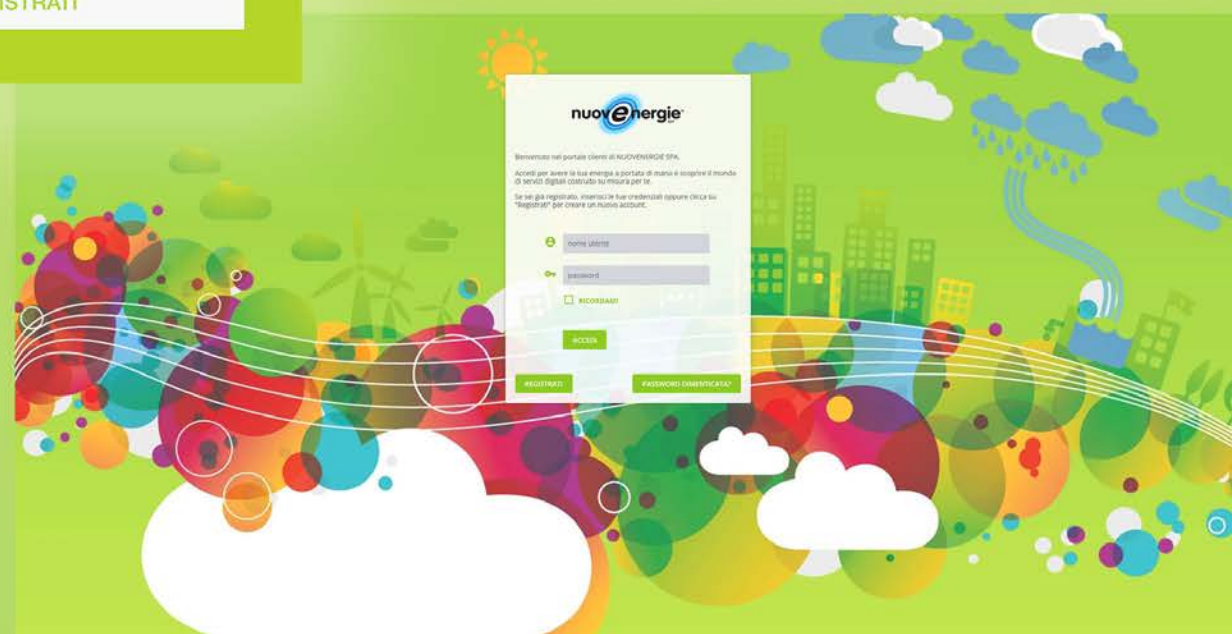 REGISTRATI
nuovenergie
Benvenuto nel portale clienti di NUOVENERGIE SPA.
Accedi per avere la tua energia a portata di mano e scoprire il mondo
di servizi digitali costruito su misura per te.
Se sei già registrato, inserisci le tue credenziali oppure clicca su
"Registrati" per creare un nuovo account.
nome utente
password
RICORDAMI
ACCEDI
REGISTRATI
PASSWORD DIMENTICATA?